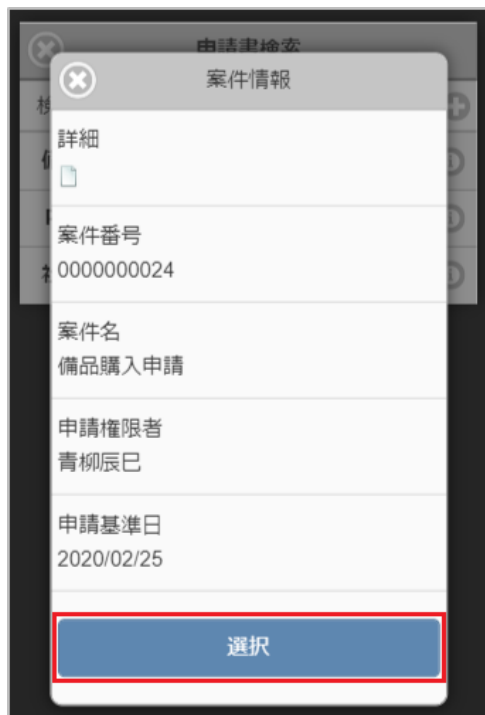 申請書検索
案件情報
詳細
案件番号
0000000024
案件名
備品購入申請
申請権限者
青柳辰巳
申請基準日
2020/02/25
選択